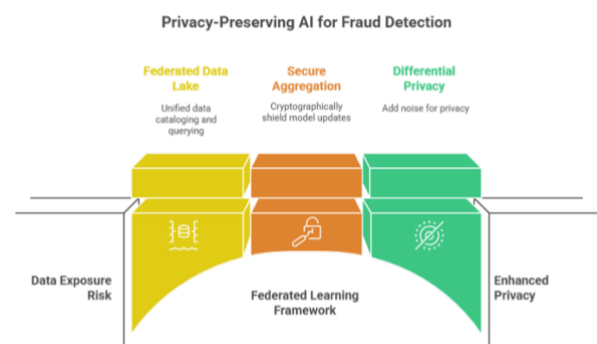 Privacy-Preserving AI for Fraud Detection
Federated Data
Lake
Unified data
cataloging and
querying
Secure
Aggregation
Cryptographically
shield model updates
Differential
Privacy
Add noise for privacy
Data Exposure
Risk
Federated Learning
Framework
Enhanced
Privacy